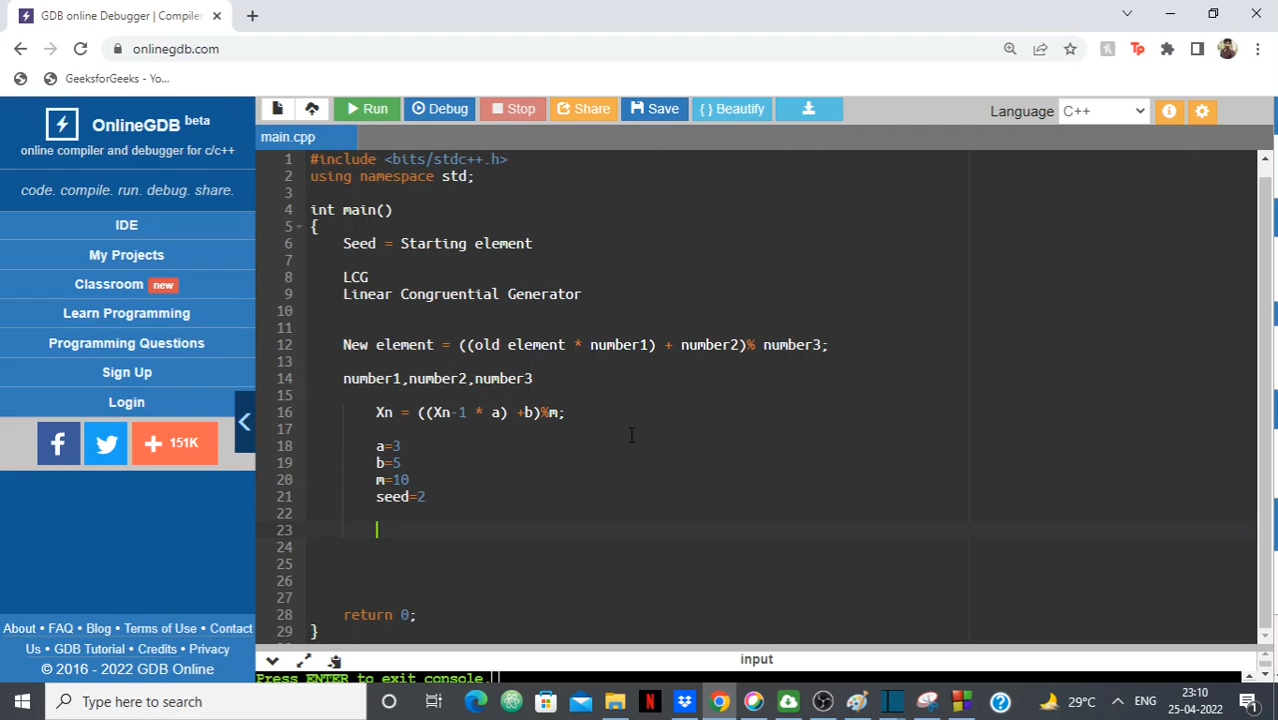 GDB online Debugger | Compiler
onlinegdb.com
GeeksforGeeks - Yo...
OnlineGDB beta
online compiler and debugger for c/c++
code. compile. run. debug. share.
IDE
My Projects
Classroom new
Learn Programming
Programming Questions
Sign Up
Login
f + 151K
About • FAQ • Blog • Terms of Use • Contact
Us • GDB Tutorial • Credits • Privacy
© 2016 - 2022 GDB Online
Run Debug Stop Share Save { } Beautify Language C++
main.cpp
1 #include <bits/stdc++.h>
2 using namespace std;
3
4 int main()
5 {
6 Seed = Starting element
7
8 LCG
9 Linear Congruential Generator
10
11
12 New element = ((old element * number1) + number2)% number3;
13
14 number1,number2,number3
15
16 Xn = ((Xn-1 * a) +b)%m;
17
18 a=3
19 b=5
20 m=10
21 seed=2
22
23
24
25
26
27
28 return 0;
29 }
input
Press ENTER to exit console.
Type here to search
29°C ENG 23:10
25-04-2022 1